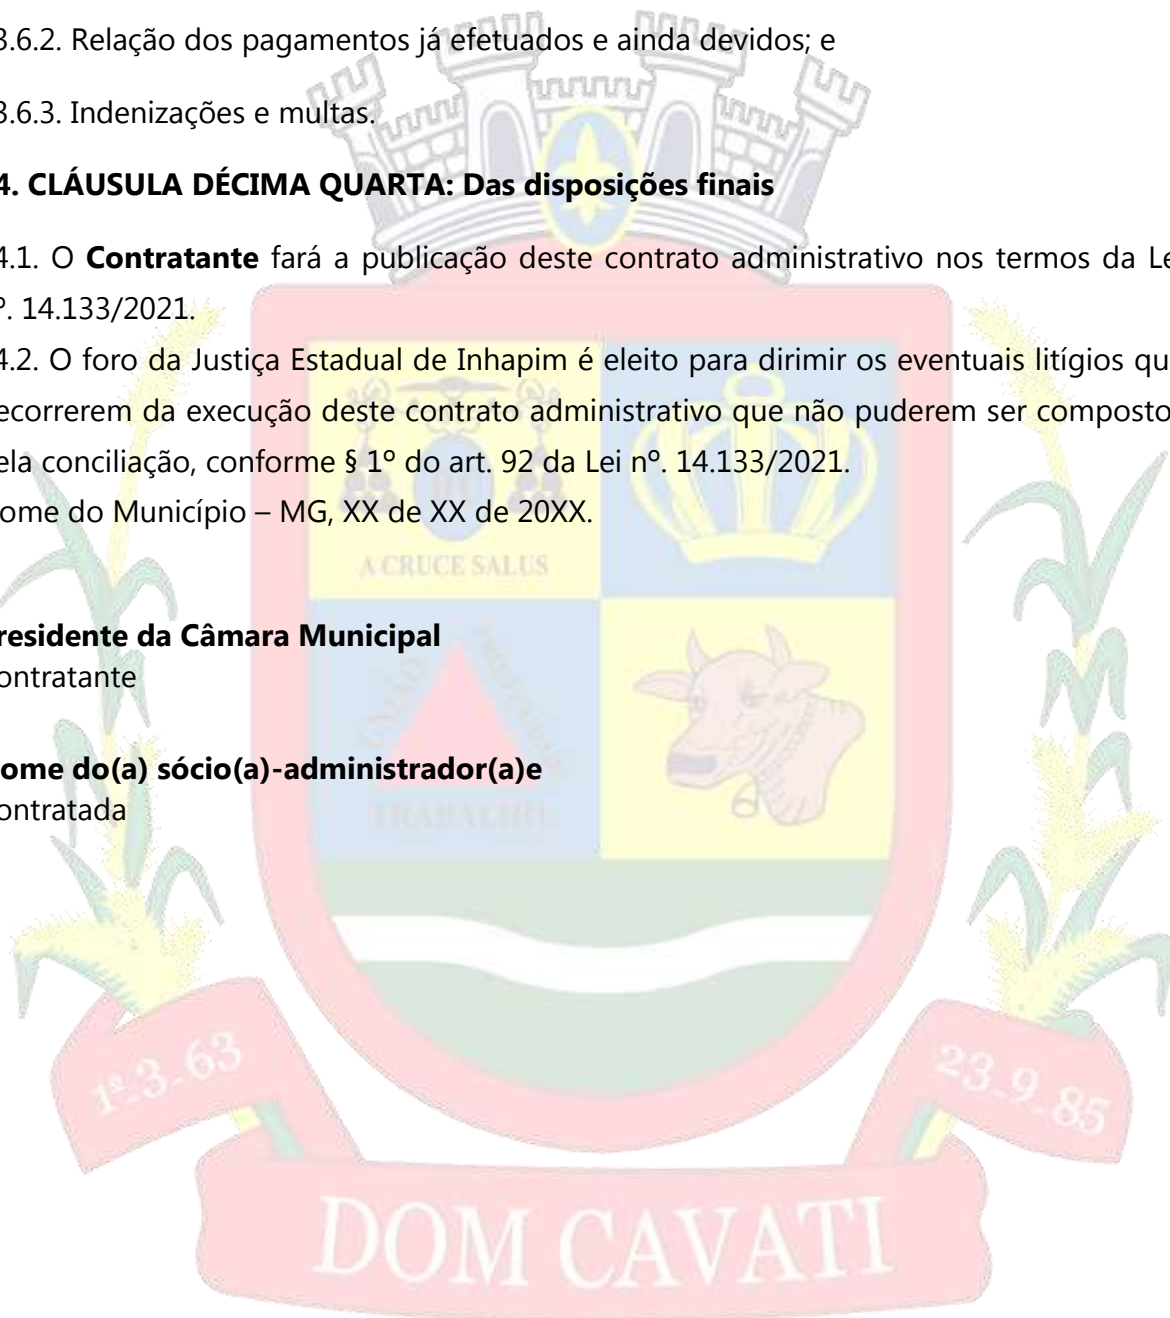 3.6.2. Relação dos pagamentos já efetuados e ainda devidos; e
3.6.3. Indenizações e multas.
4. CLÁUSULA DÉCIMA QUARTA: Das disposições finais
4.1. O Contratante fará a publicação deste contrato administrativo nos termos da Le
º. 14.133/2021.
4.2. O foro da Justiça Estadual de Inhapim é eleito para dirimir os eventuais litígios qu
ecorrerem da execução deste contrato administrativo que não puderem ser composto
ela conciliação, conforme § 1º do art. 92 da Lei nº. 14.133/2021.
ome do Município – MG, XX de XX de 20XX.
A CRUCE SALUS
residente da Câmara Municipal
ontratante
UNIÃO
ome do(a) sócio(a)-administrador(a)e
ontratada
TRABALHO
1º-3-63
23-9-85
DOM CAVATI